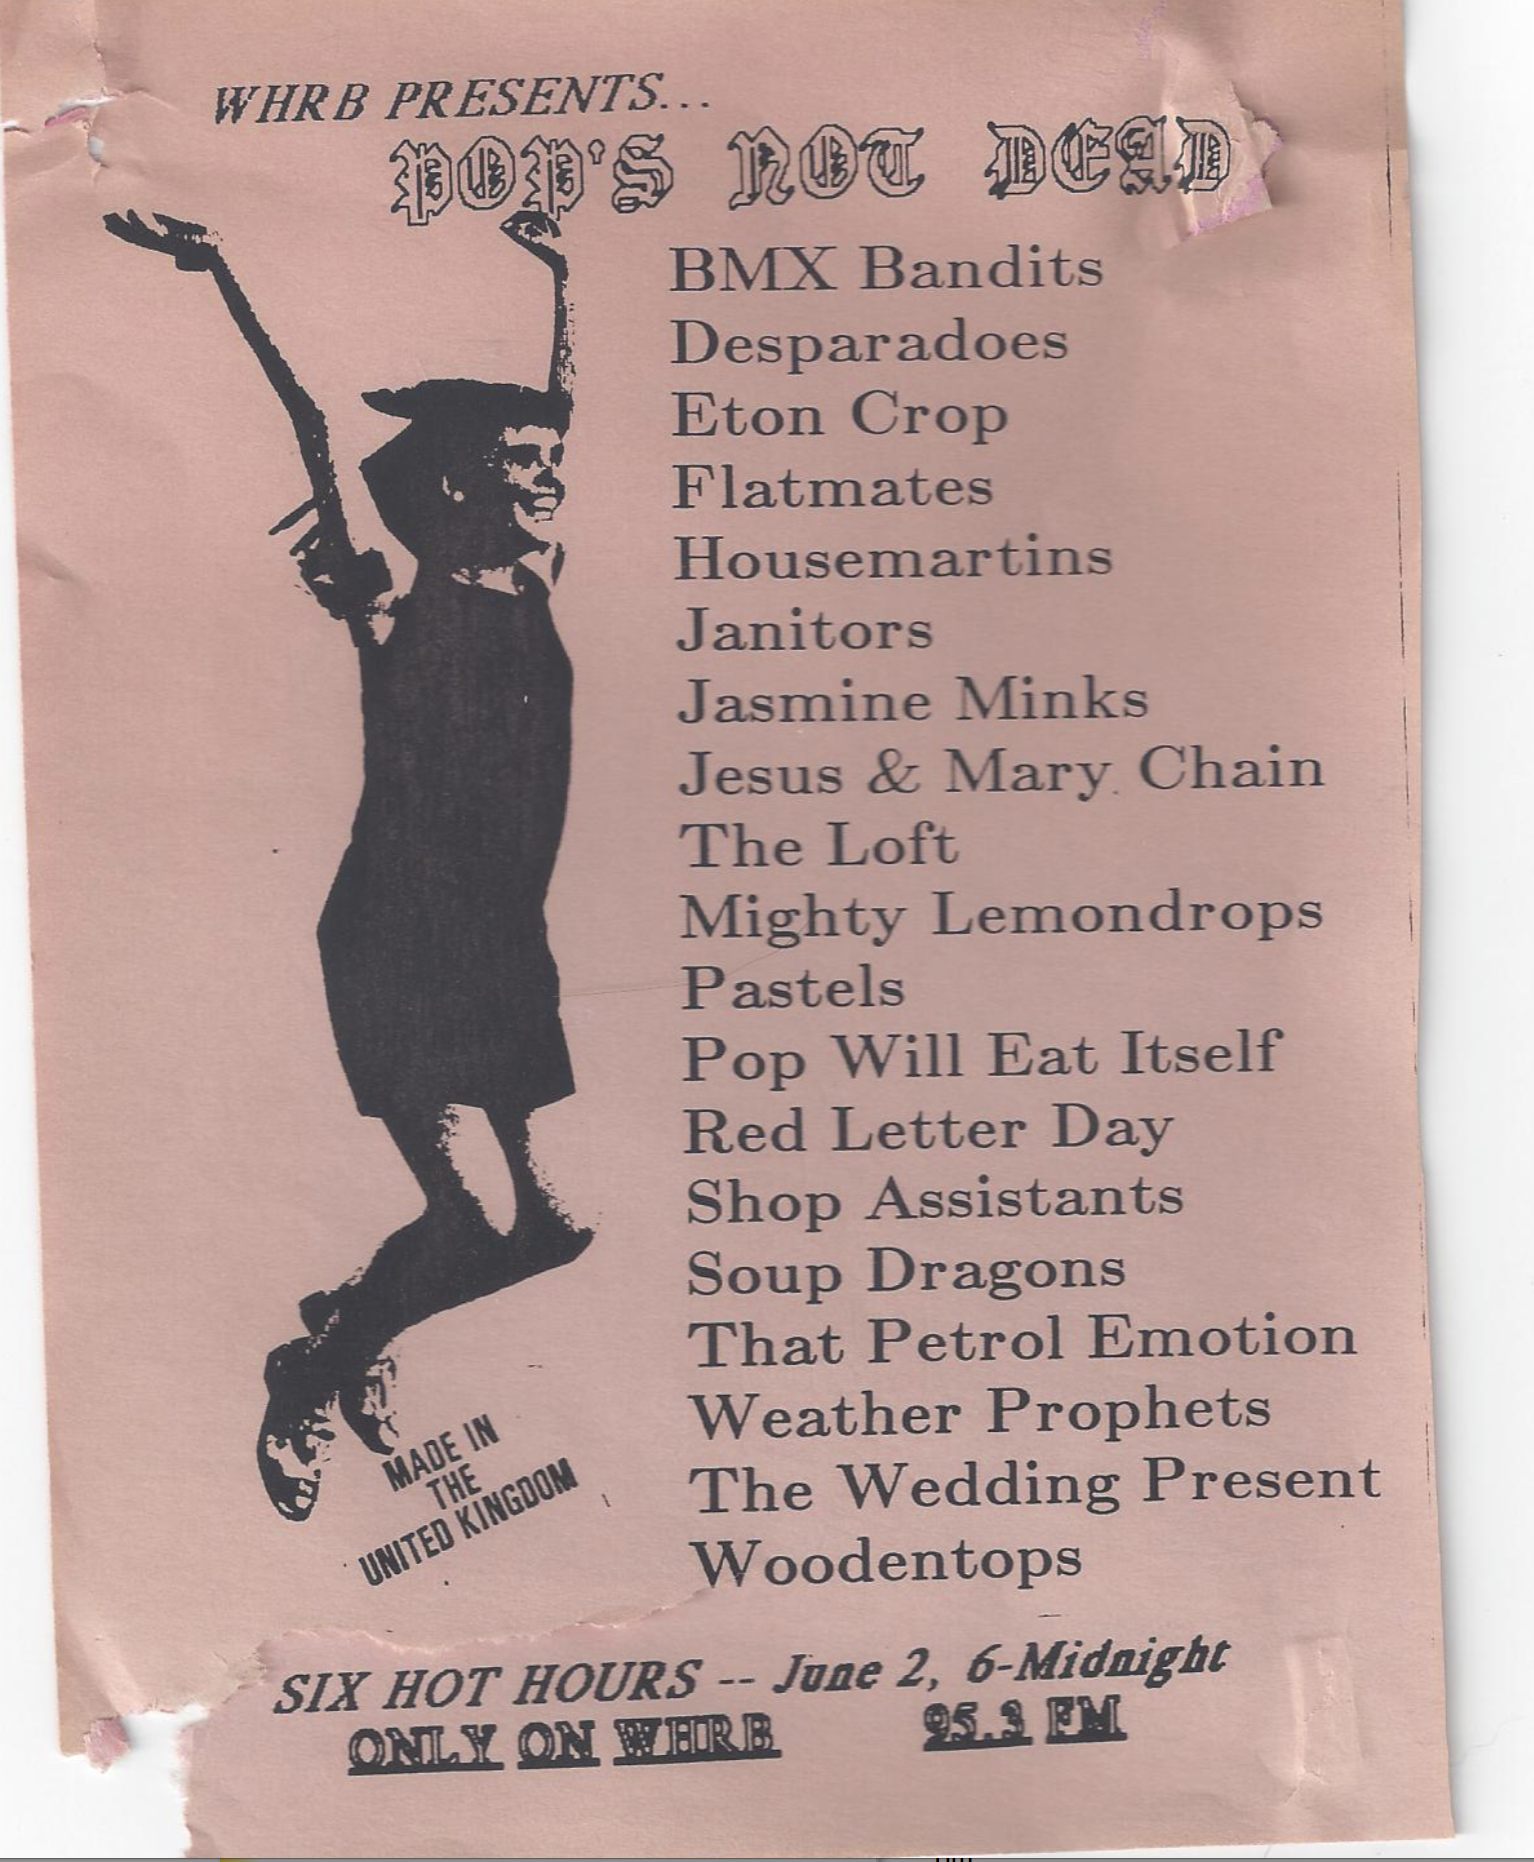 WHRB PRESENTS...
POP'S NOT DEAD
BMX Bandits
Desparadoes
Eton Crop
Flatmates
Housemartins
Janitors
Jasmine Minks
Jesus & Mary Chain
The Loft
Mighty Lemondrops
Pastels
Pop Will Eat Itself
Red Letter Day
Shop Assistants
Soup Dragons
That Petrol Emotion
Weather Prophets
The Wedding Present
Woodentops
MADE IN
THE
UNITED KINGDOM
SIX HOT HOURS -- June 2, 6-Midnight
ONLY ON WHRB 95.3 FM